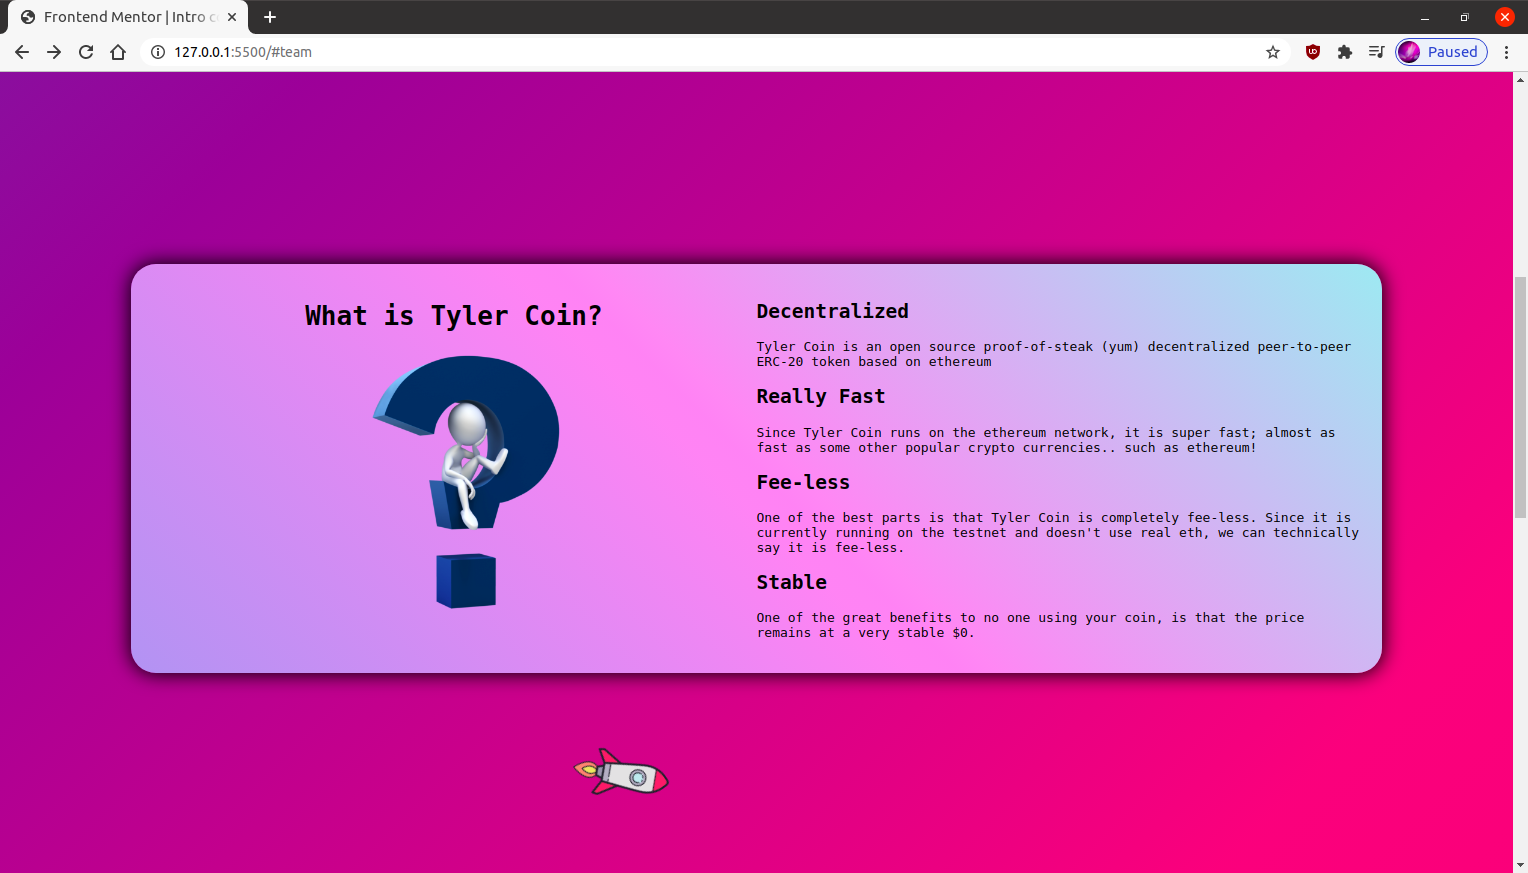 Frontend Mentor | Intro c
127.0.0.1:5500/#team
Paused
What is Tyler Coin?
Decentralized
Tyler Coin is an open source proof-of-steak (yum) decentralized peer-to-peer
ERC-20 token based on ethereum
Really Fast
Since Tyler Coin runs on the ethereum network, it is super fast; almost as
fast as some other popular crypto currencies.. such as ethereum!
Fee-less
One of the best parts is that Tyler Coin is completely fee-less. Since it is
currently running on the testnet and doesn't use real eth, we can technically
say it is fee-less.
Stable
One of the great benefits to no one using your coin, is that the price
remains at a very stable $0.